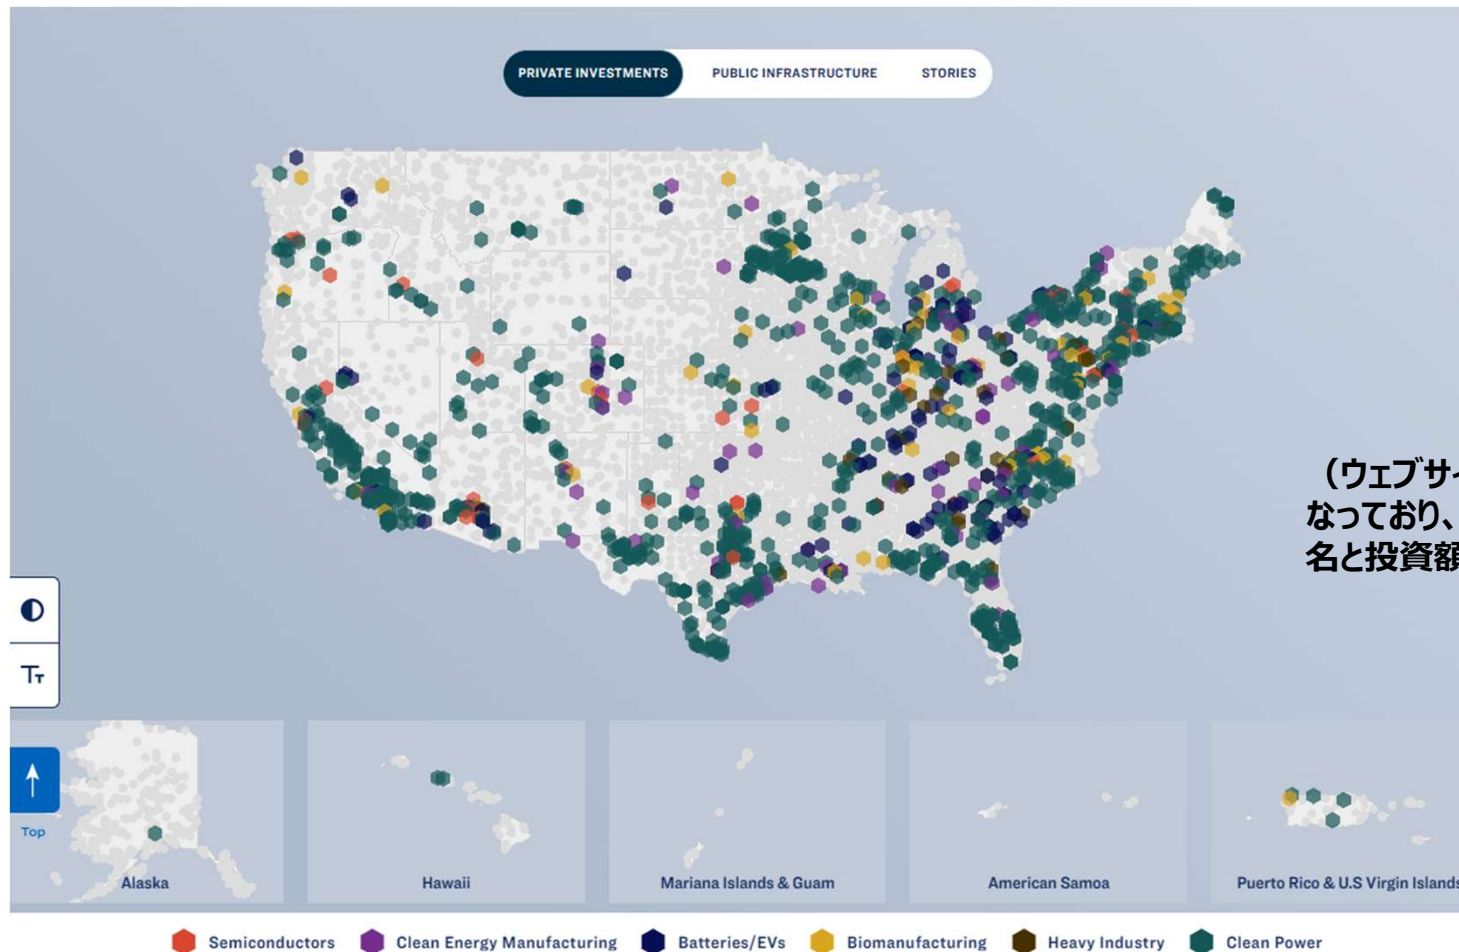 PRIVATE INVESTMENTS PUBLIC INFRASTRUCTURE STORIES
（ウェブサイ
なっており、
名と投資額
TT
Top
Alaska Hawaii Mariana Islands & Guam American Samoa Puerto Rico & U.S Virgin Islands
Semiconductors Clean Energy Manufacturing Batteries/EVs Biomanufacturing Heavy Industry Clean Power